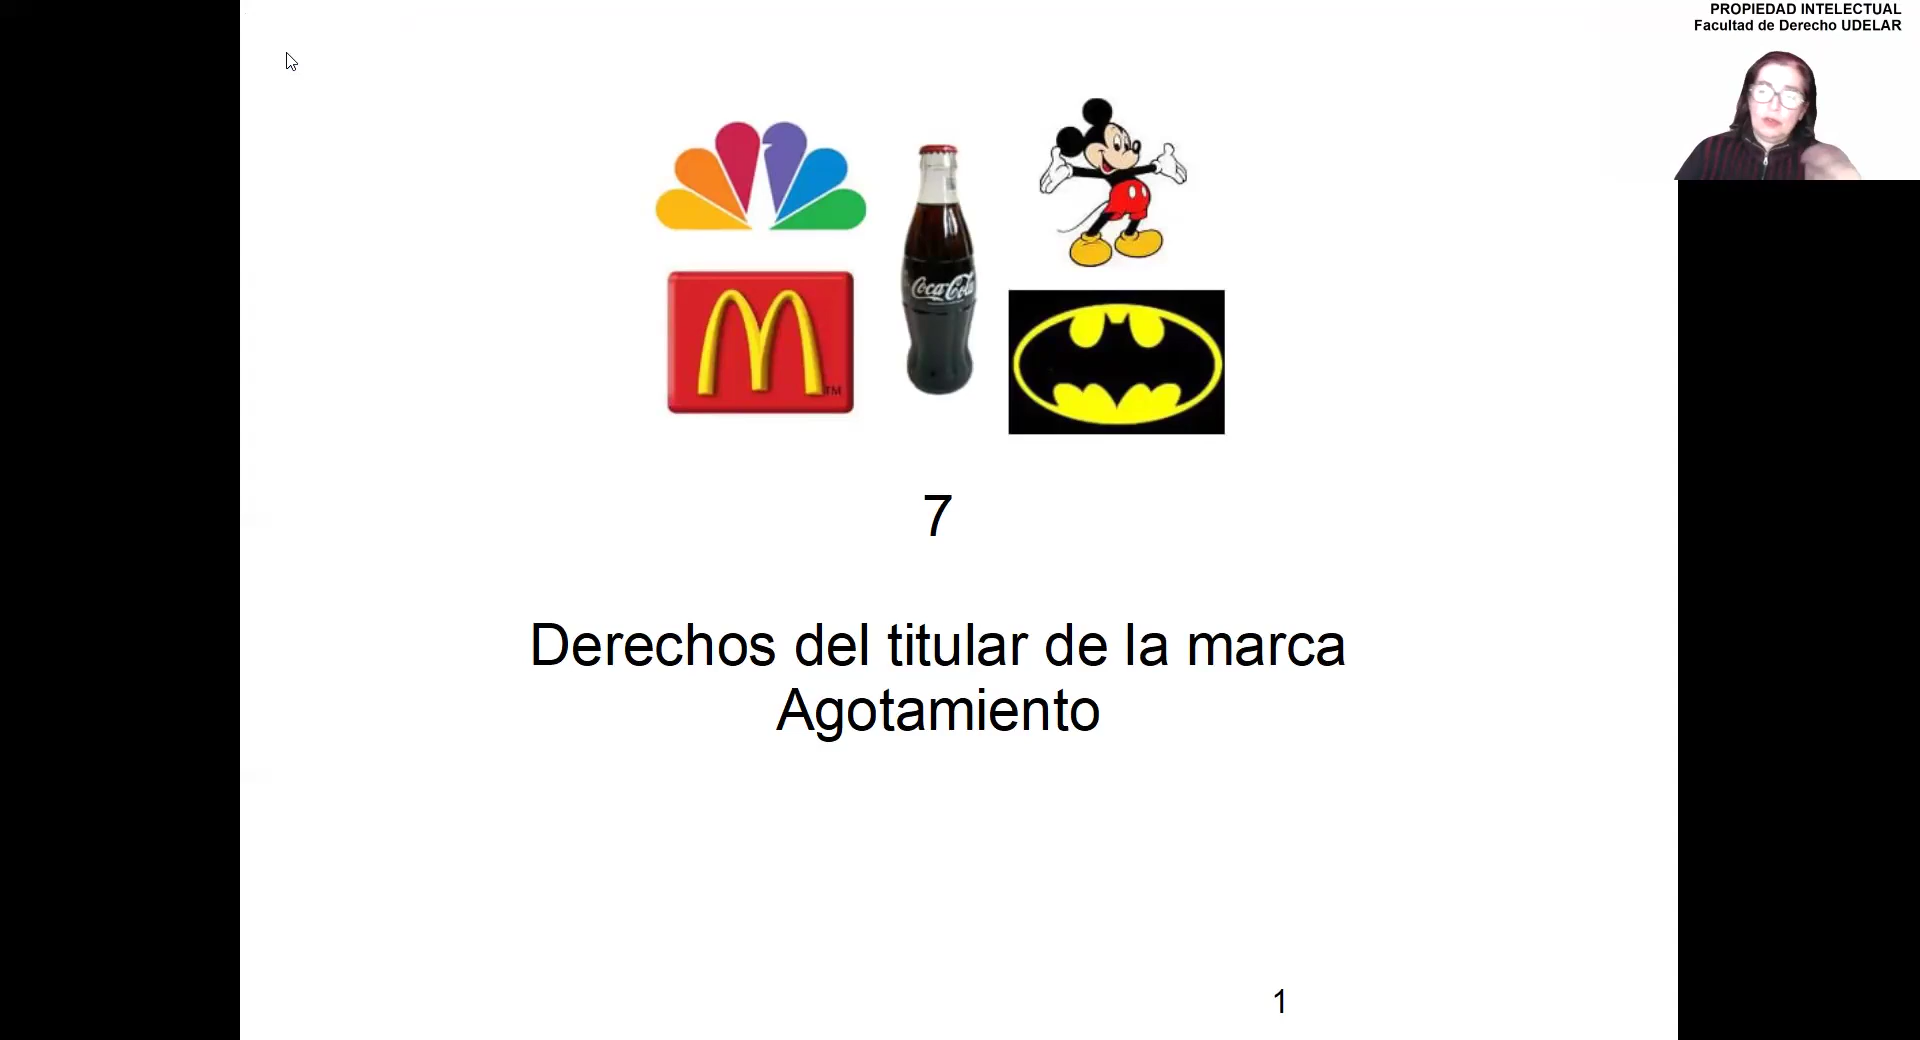 PROPIEDAD INTELECTUAL
Facultad de Derecho UDELAR
Coca-Cola
M
TM
7
Derechos del titular de la marca
Agotamiento
1